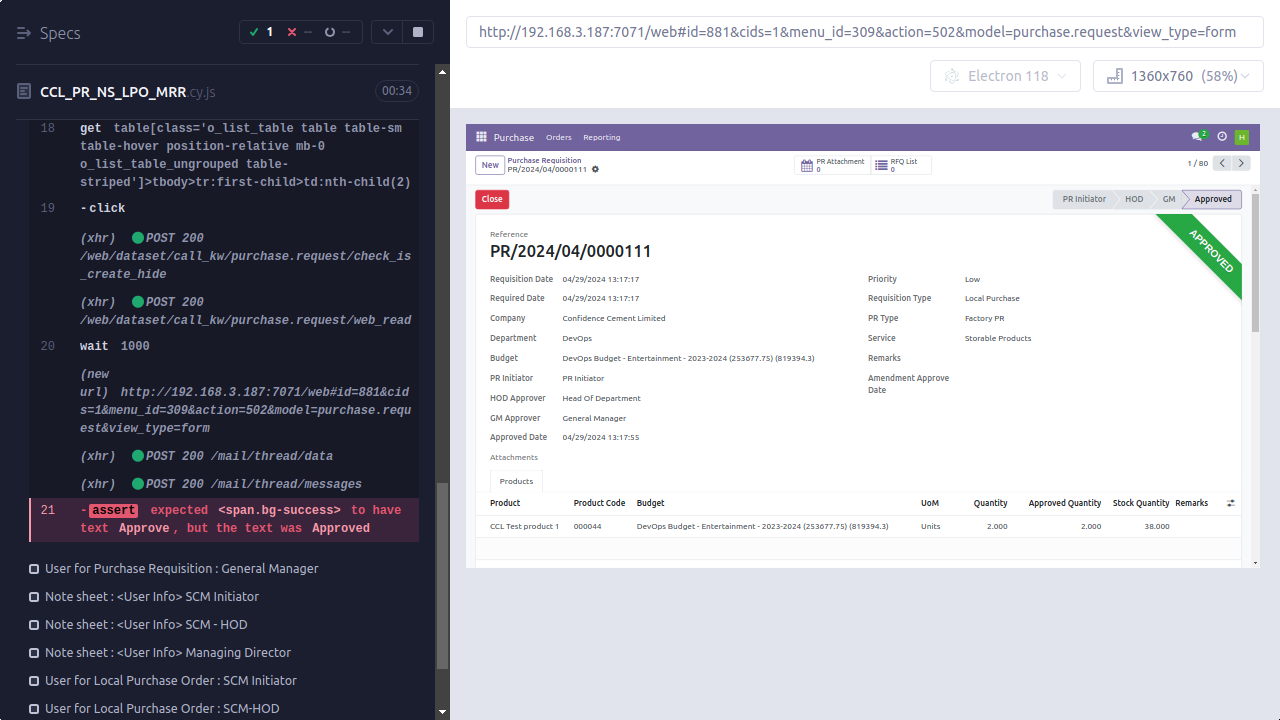 Specs
1 -- --
CCL_PR_NS_LPO_MRR.cy.js
00:34
18 get table[class='o_list_table table table-sm
table-hover position-relative mb-0
o_list_table_ungrouped table-
striped']>tbody>tr:first-child>td:nth-child(2)
19 -click
(xhr) POST 200
/web/dataset/call_kw/purchase.request/check_is
_create_hide
(xhr) POST 200
/web/dataset/call_kw/purchase.request/web_read
20 wait 1000
(new
url) http://192.168.3.187:7071/web#id=881&cid
s=1&menu_id=309&action=502&model=purchase.requ
est&view_type=form
(xhr) POST 200 /mail/thread/data
(xhr) POST 200 /mail/thread/messages
21 -assert expected <span.bg-success> to have
text Approve, but the text was Approved
User for Purchase Requisition : General Manager
Note sheet : <User Info> SCM Initiator
Note sheet : <User Info> SCM - HOD
Note sheet : <User Info> Managing Director
User for Local Purchase Order : SCM Initiator
User for Local Purchase Order : SCM-HOD
http://192.168.3.187:7071/web#id=881&cids=1&menu_id=309&action=502&model=purchase.request&view_type=form
Electron 118
1360x760 (58%)
Purchase Orders Reporting
2
H
New
Purchase Requisition
PR/2024/04/0000111
PR Attachment
0
RFQ List
0
1 / 80
Close
PR Initiator HOD GM Approved
APPROVED
Reference
PR/2024/04/0000111
Requisition Date 04/29/2024 13:17:17
Priority Low
Required Date 04/29/2024 13:17:17
Requisition Type Local Purchase
Company Confidence Cement Limited
PR Type Factory PR
Department DevOps
Service Storable Products
Budget DevOps Budget - Entertainment - 2023-2024 (253677.75) (819394.3)
Remarks
PR Initiator PR Initiator
Amendment Approve
Date
HOD Approver Head Of Department
GM Approver General Manager
Approved Date 04/29/2024 13:17:55
Attachments
Products
Product Product Code Budget UoM Quantity Approved Quantity Stock Quantity Remarks
CCL Test product 1 000044 DevOps Budget - Entertainment - 2023-2024 (253677.75) (819394.3) Units 2.000 2.000 38.000